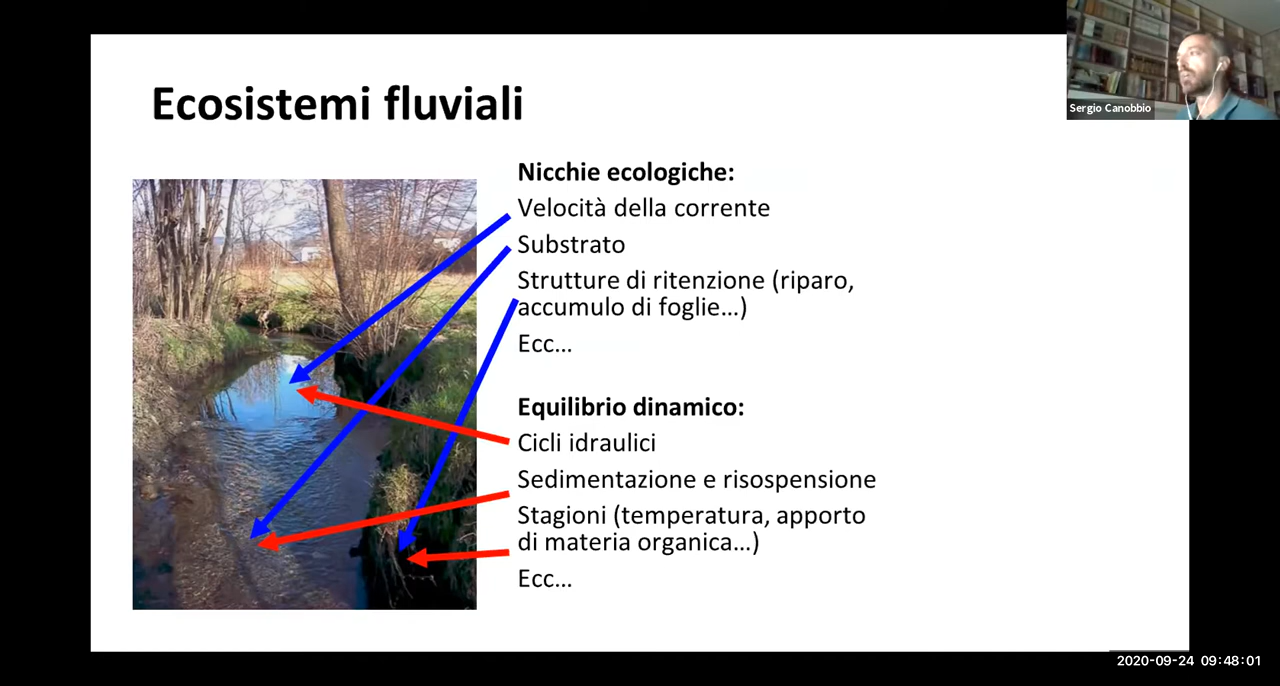 Ecosistemi fluviali
Sergio Canobbio
Nicchie ecologiche:
Velocità della corrente
Substrato
Strutture di ritenzione (riparo,
accumulo di foglie…)
Ecc…
Equilibrio dinamico:
Cicli idraulici
Sedimentazione e risospensione
Stagioni (temperatura, apporto
di materia organica…)
Ecc…
2020-09-24 09:48:01